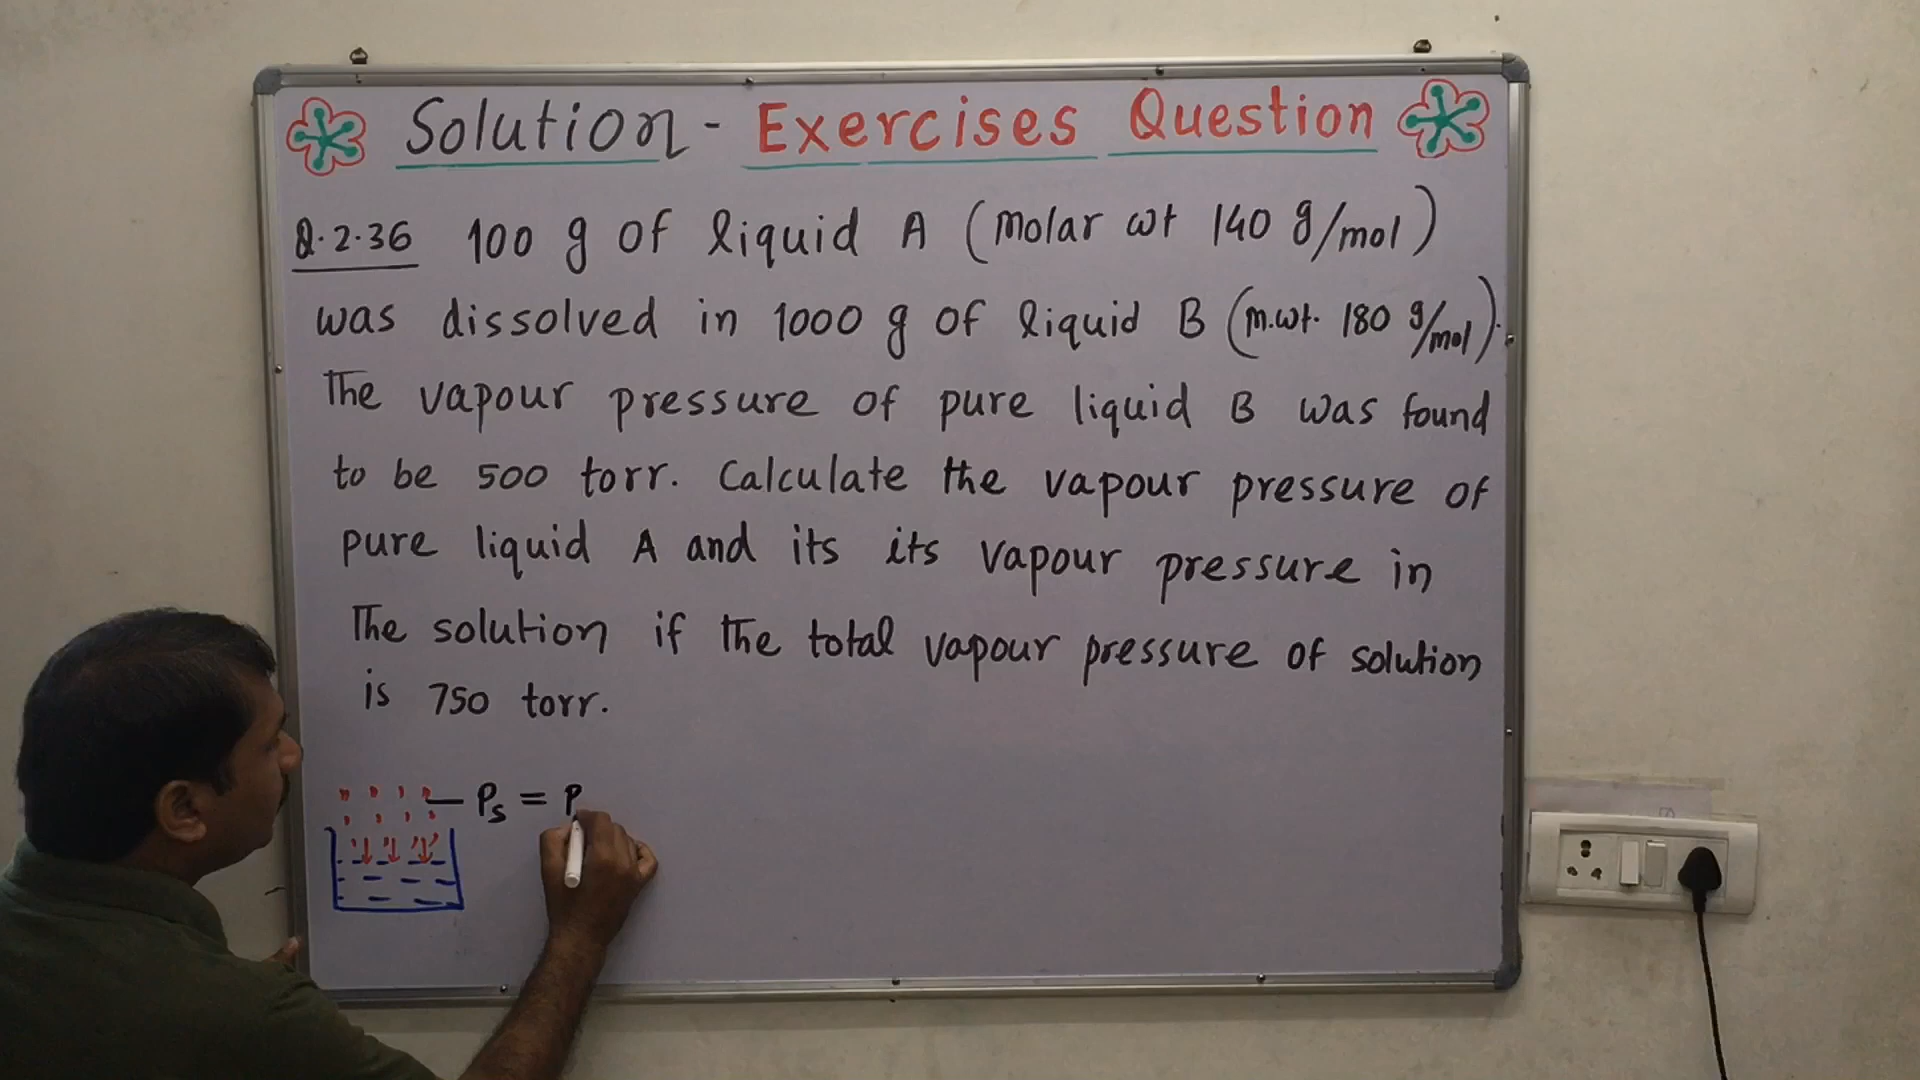 Solution - Exercises Question
Q.2.36 100 g of liquid A (Molar wt 140 g/mol)
was dissolved in 1000 g of liquid B (m.wt. 180 g/mol).
The vapour pressure of pure liquid B was found
to be 500 torr. Calculate the vapour pressure of
pure liquid A and its its vapour pressure in
The solution if the total vapour pressure of solution
is 750 torr.
Ps = P